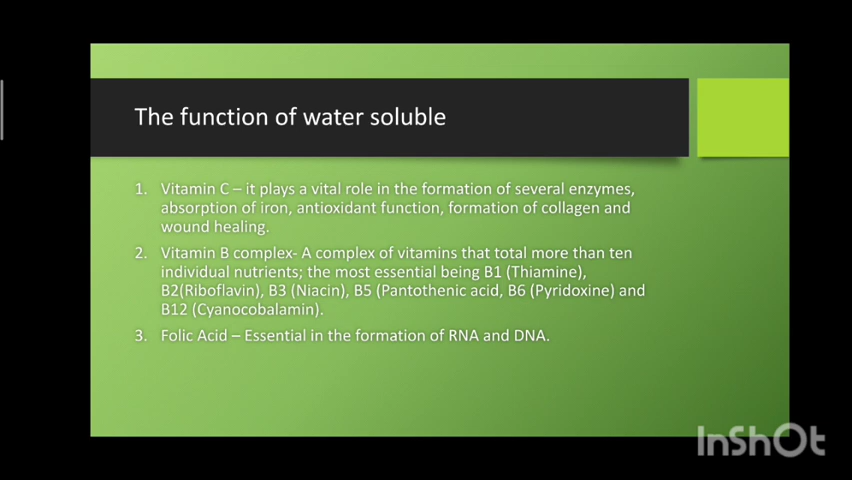 The function of water soluble
1. Vitamin C – it plays a vital role in the formation of several enzymes,
absorption of iron, antioxidant function, formation of collagen and
wound healing.
2. Vitamin B complex- A complex of vitamins that total more than ten
individual nutrients; the most essential being B1 (Thiamine),
B2(Riboflavin), B3 (Niacin), B5 (Pantothenic acid, B6 (Pyridoxine) and
B12 (Cyanocobalamin).
3. Folic Acid – Essential in the formation of RNA and DNA.
InShOt